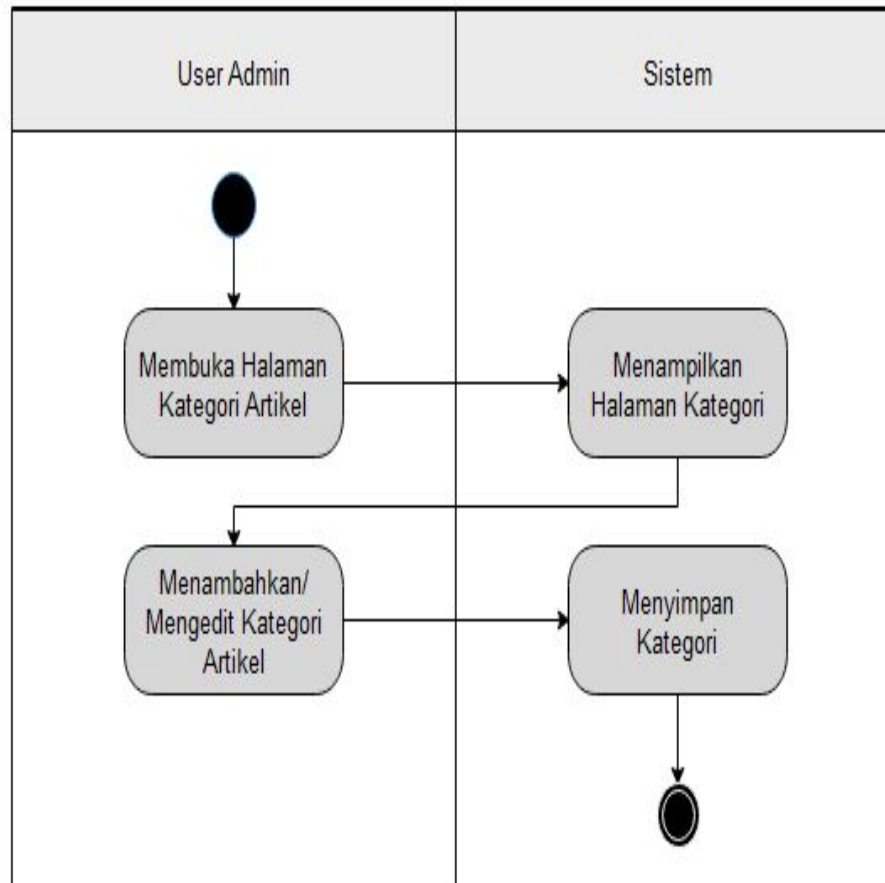 User Admin
Sistem
Membuka Halaman
Kategori Artikel
Menampilkan
Halaman Kategori
Menambahkan/
Mengedit Kategori
Artikel
Menyimpan
Kategori